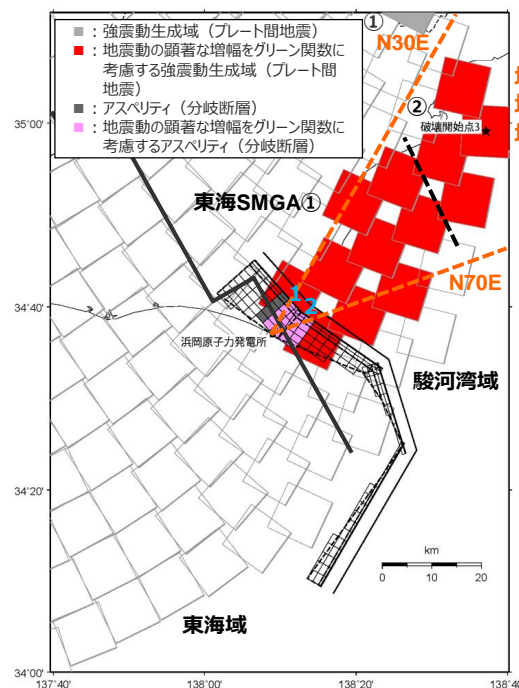 ■ ：強震動生成域（プレート間地震）
■ ：地震動の顕著な増幅をグリーン関数に
考慮する強震動生成域（プレート間
地震）
■ ：アスペリティ（分岐断層）
■ ：地震動の顕著な増幅をグリーン関数に
考慮するアスペリティ（分岐断層）
①
N30E
②
破壊開始点3
35°00'
東海SMGA①
N70E
1
2
34°40'
浜岡原子力発電所
駿河湾域
34°20'
km
0 10 20
東海域
34°00'
137°40' 138°00' 138°20' 138°40'